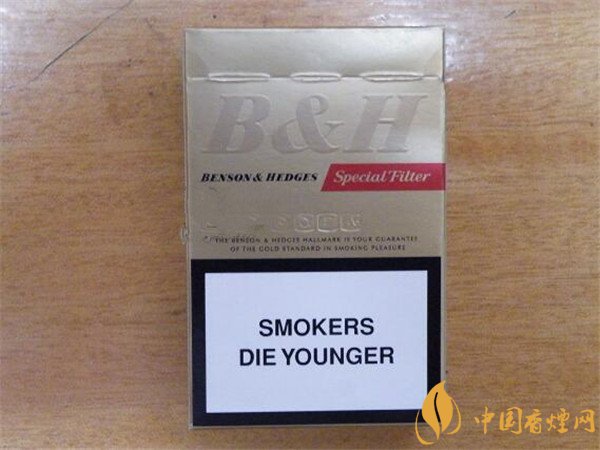 B&H
BENSON & HEDGES Special Filter
THE BENSON & HEDGES HALLMARK IS YOUR GUARANTEE
OF THE GOLD STANDARD IN SMOKING PLEASURE
SMOKERS
DIE YOUNGER
中国香烟网